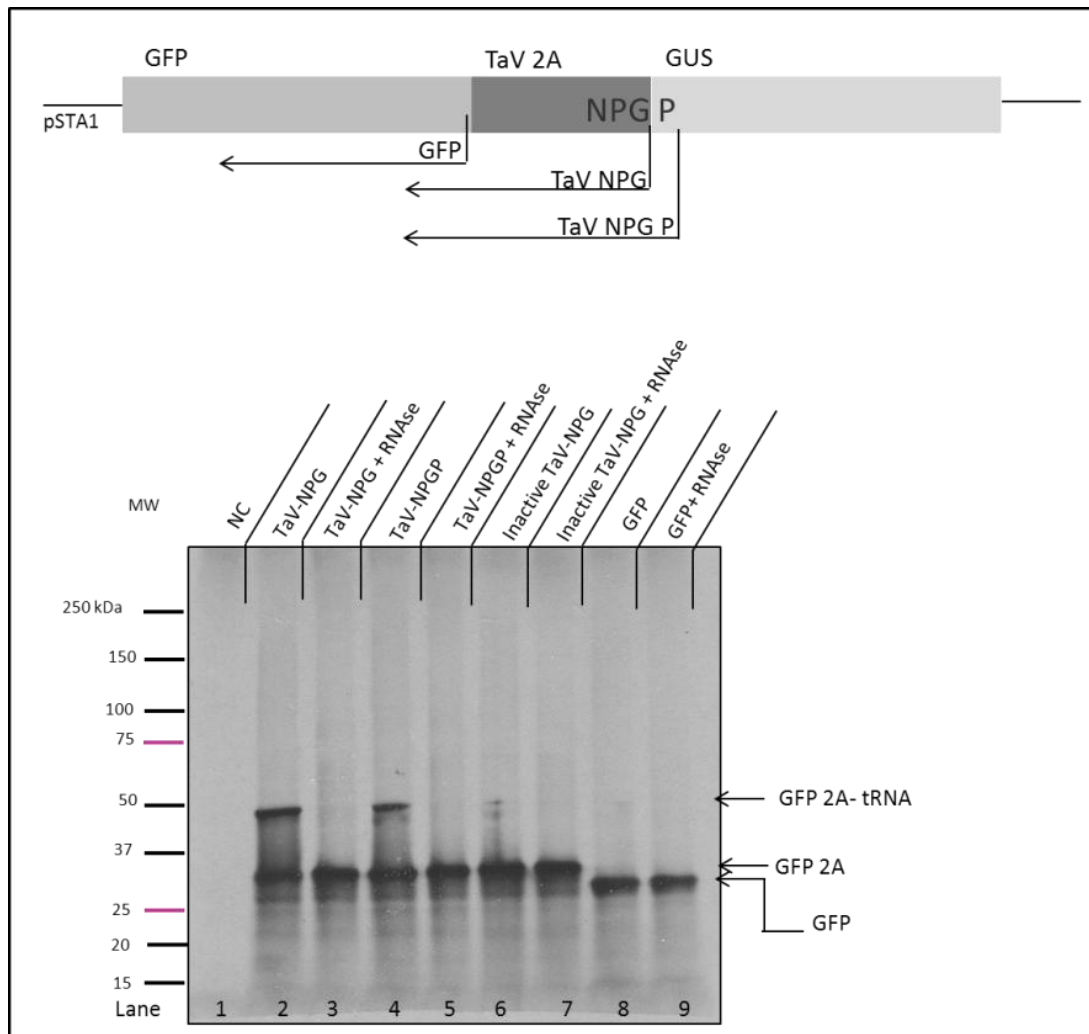 GFP TaV 2A GUS
NPG P
pSTA1
GFP
TaV NPG
TaV NPG P
NC
TaV-NPG
TaV-NPG + RNAse
TaV-NPGP
TaV-NPGP + RNAse
Inactive TaV-NPG
Inactive TaV-NPG + RNAse
GFP
GFP+ RNAse
MW
250 kDa
150
100
75
50
37
25
20
15
GFP 2A- tRNA
GFP 2A
GFP
Lane 1 2 3 4 5 6 7 8 9